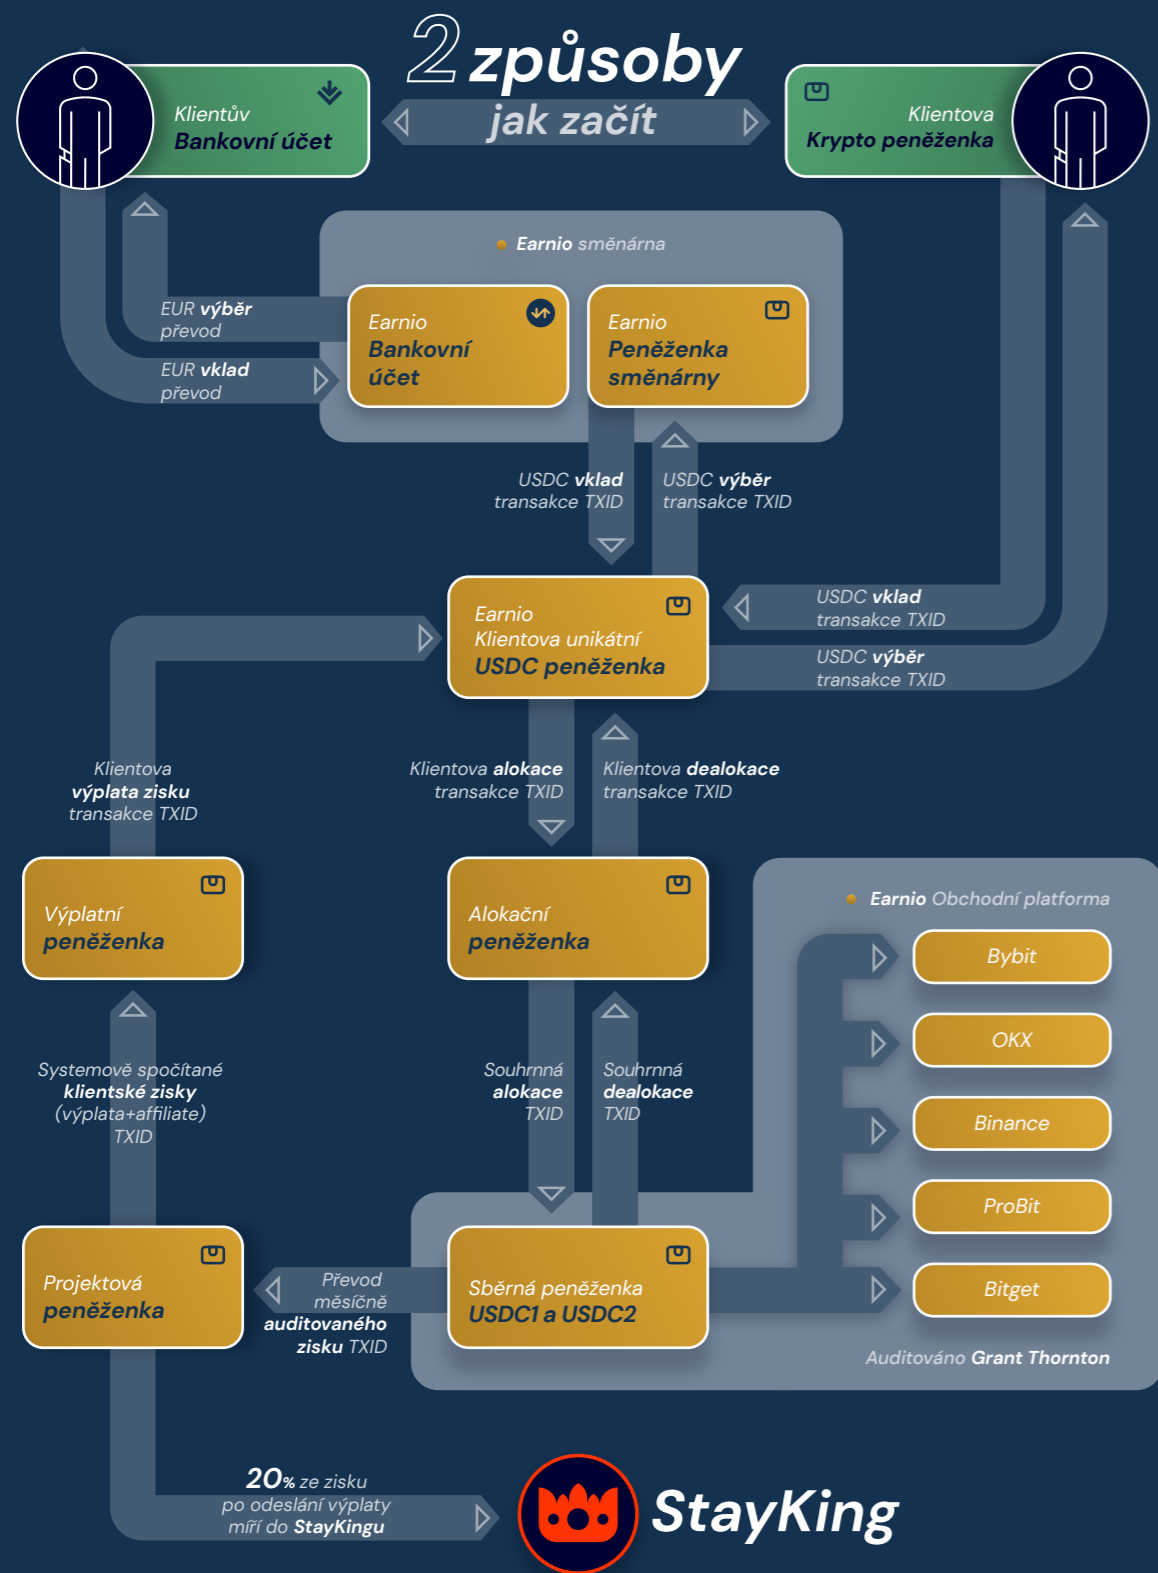 2 způsoby
jak začít
Klientův
Bankovní účet
Klientova
Krypto peněženka
Earnio směnárna
EUR výběr
převod
EUR vklad
převod
Earnio
Bankovní
účet
Earnio
Peněženka
směnárny
USDC vklad
transakce TXID
USDC výběr
transakce TXID
Earnio
Klientova unikátní
USDC peněženka
USDC vklad
transakce TXID
USDC výběr
transakce TXID
Klientova
výplata zisku
transakce TXID
Klientova alokace
transakce TXID
Klientova dealokace
transakce TXID
Výplatní
peněženka
Alokační
peněženka
Earnio Obchodní platforma
Bybit
OKX
Binance
ProBit
Bitget
Auditováno Grant Thornton
Systemově spočítané
klientské zisky
(výplata+affiliate)
TXID
Souhrnná
alokace
TXID
Souhrnná
dealokace
TXID
Projektová
peněženka
Převod
měsíčně
auditovaného
zisku TXID
Sběrná peněženka
USDC1 a USDC2
20% ze zisku
po odeslání výplaty
míří do StayKingu
StayKing